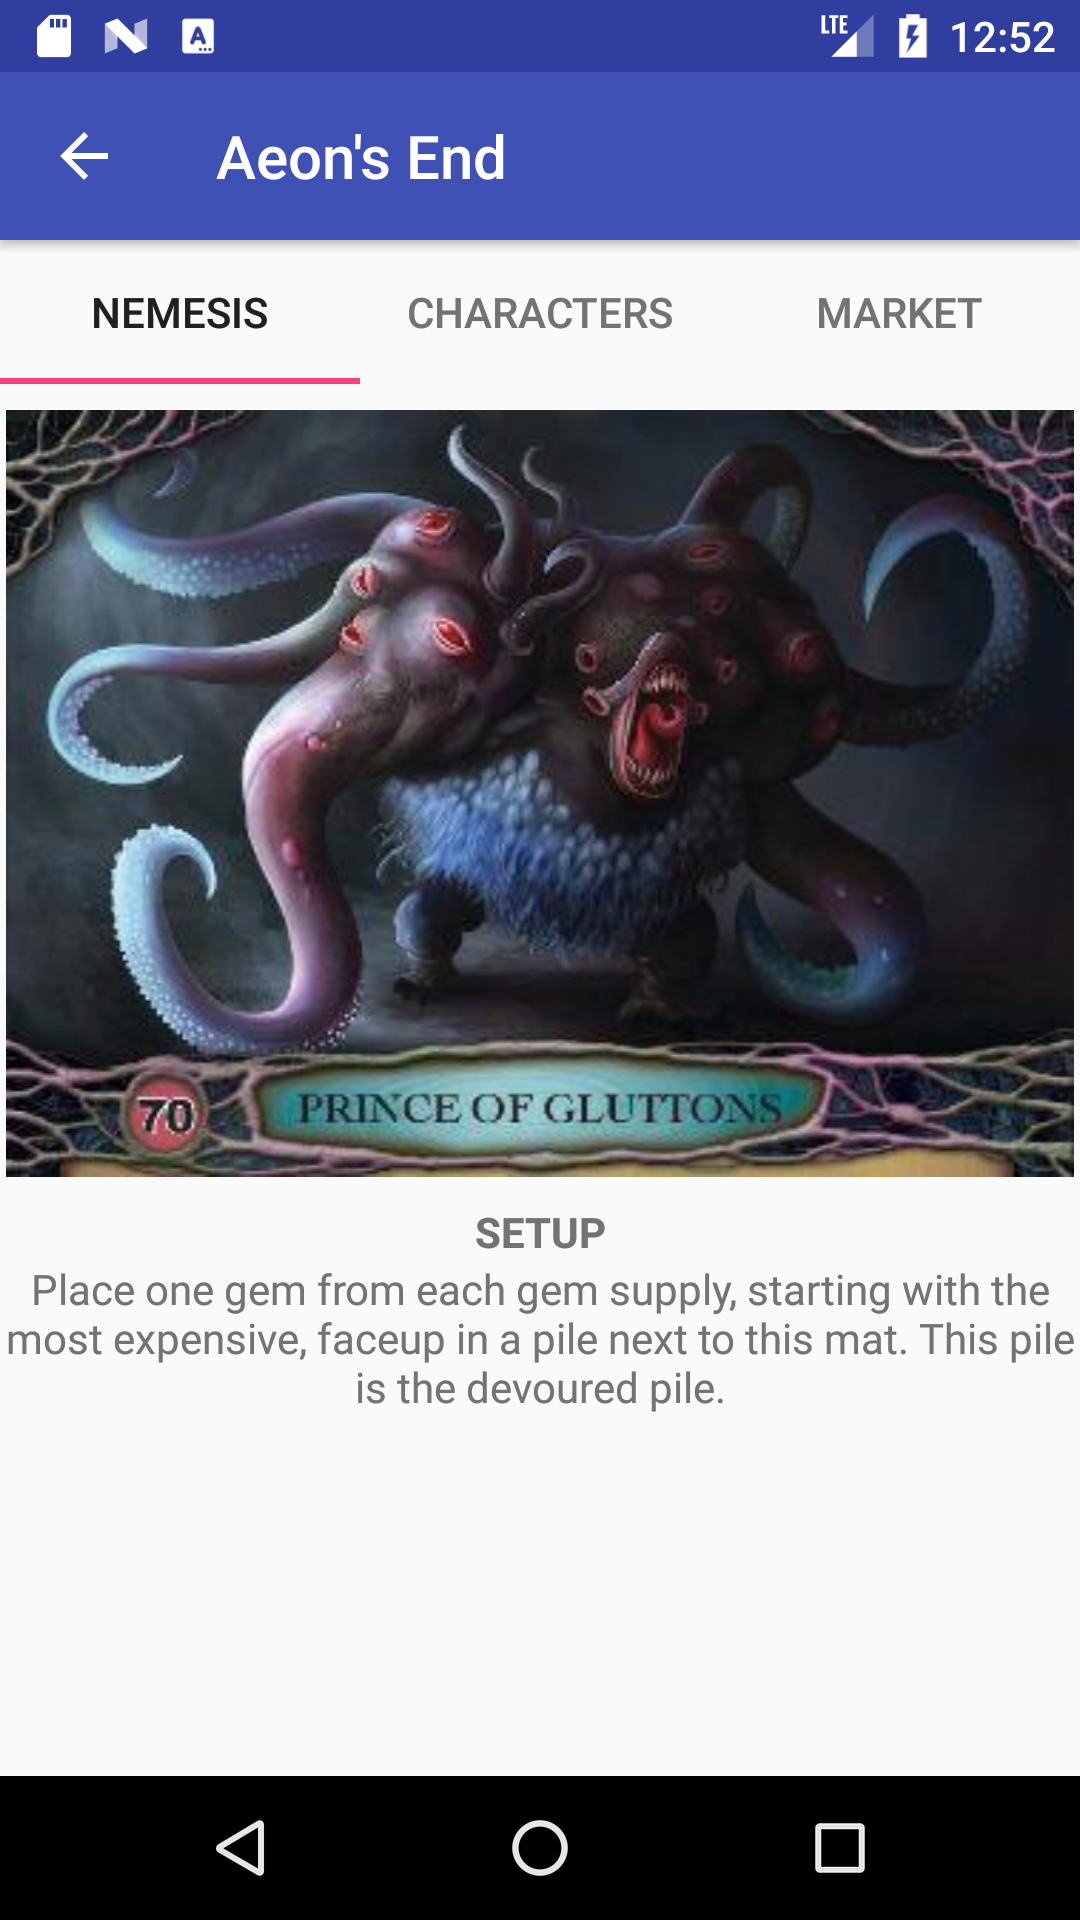 LTE 12:52
Aeon's End
NEMESIS CHARACTERS MARKET
70 PRINCE OF GLUTTONS
SETUP
Place one gem from each gem supply, starting with the
most expensive, faceup in a pile next to this mat. This pile
is the devoured pile.